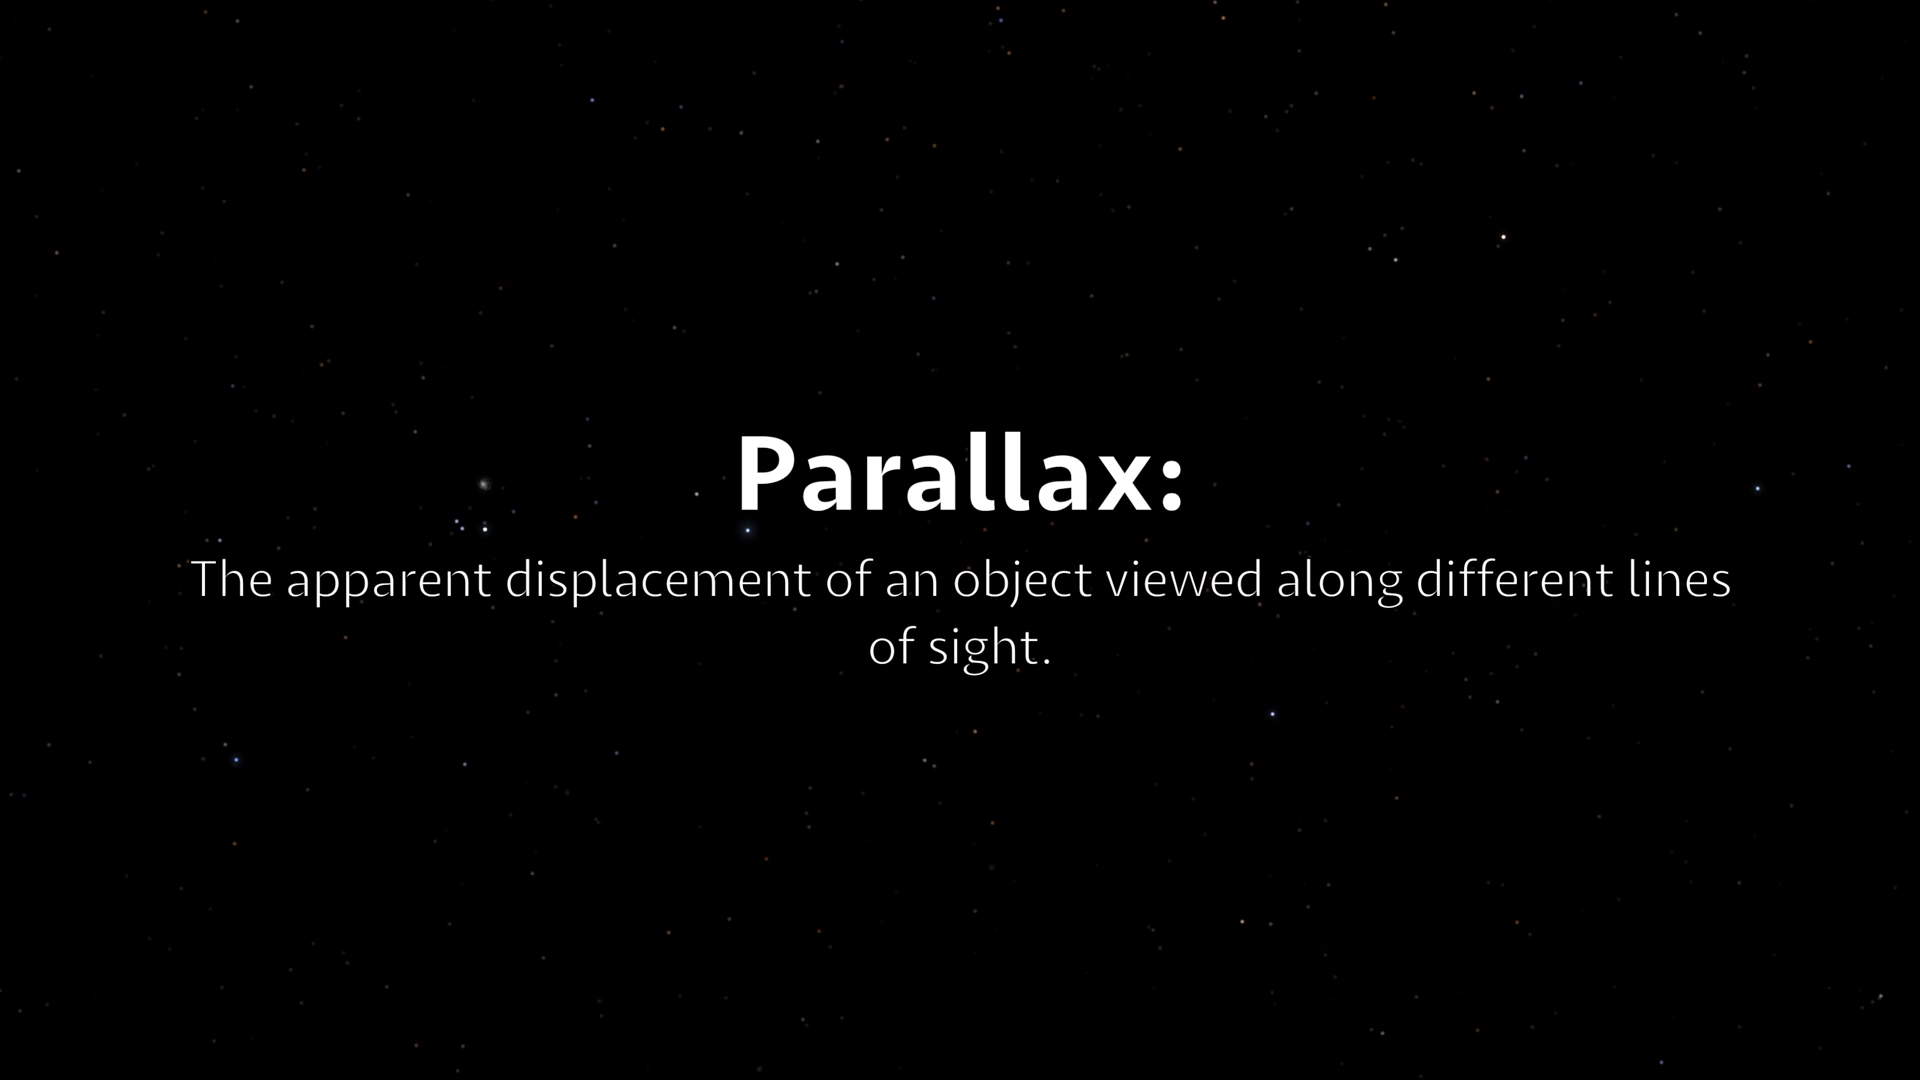 Parallax:
The apparent displacement of an object viewed along different lines
of sight.